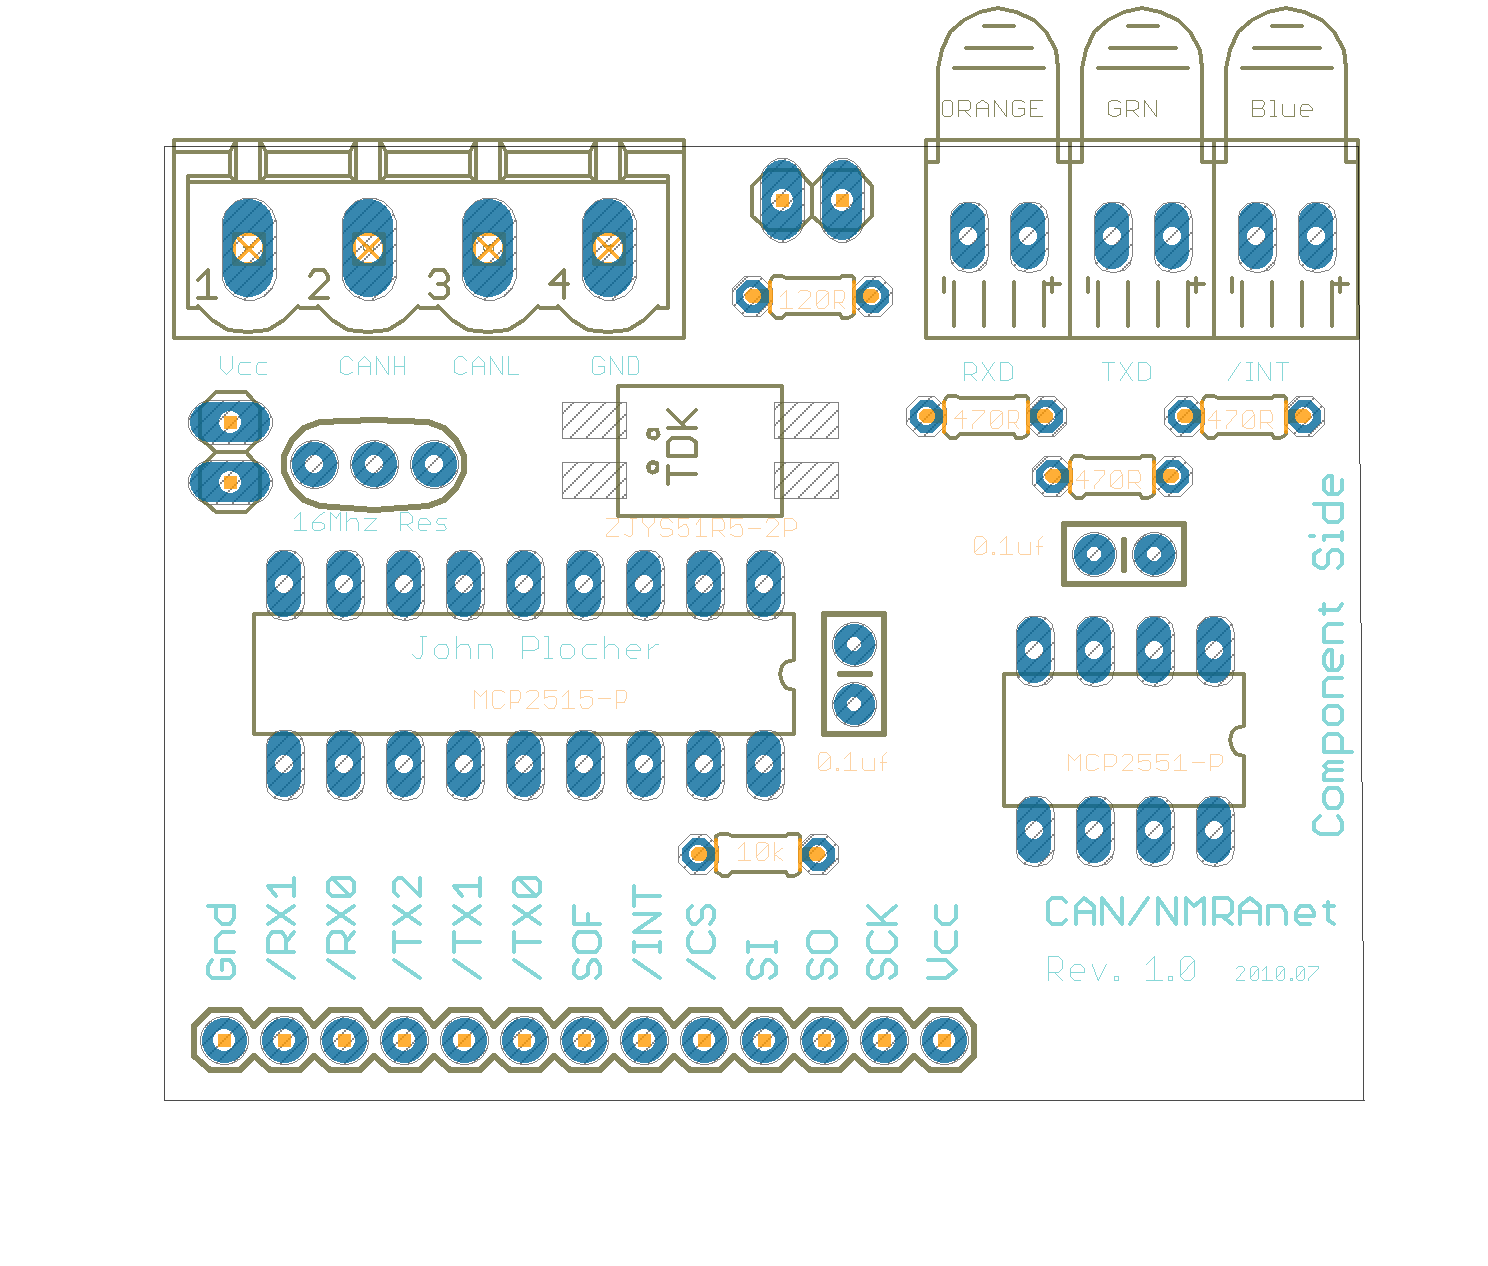 ORANGE GRN Blue
1 2 3 4
120R
- + - + - +
Vcc CANH CANL GND
RXD TXD /INT
TDK
470R 470R
470R
16Mhz Res
ZJYS51R5-2P
0.1uf
Component Side
John Plocher
MCP2515-P
0.1uf
MCP2551-P
10k
Gnd
/RX1
/RX0
/TX2
/TX1
/TX0
SOF
/INT
/CS
SI
SO
SCK
Vcc
CAN/NMRAnet
Rev. 1.0 2010.07